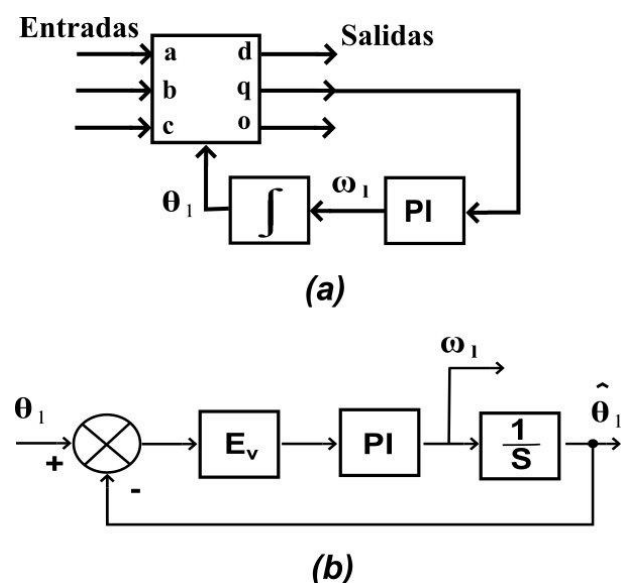 Entradas
Salidas
a d
b q
c o
θ1 ∫ ω1 PI
(a)
ω1
θ1 Ev PI 1/S θ̂1
+ -
(b)